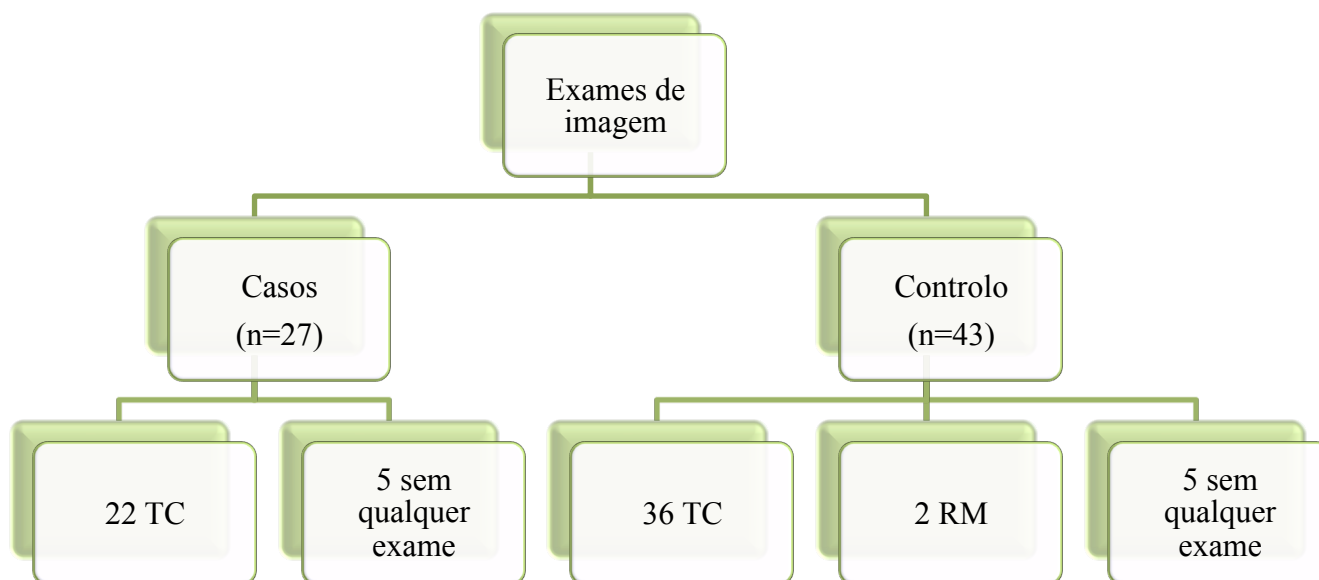 Exames de
imagem
Casos
(n=27)
Controlo
(n=43)
22 TC
5 sem
qualquer
exame
36 TC
2 RM
5 sem
qualquer
exame